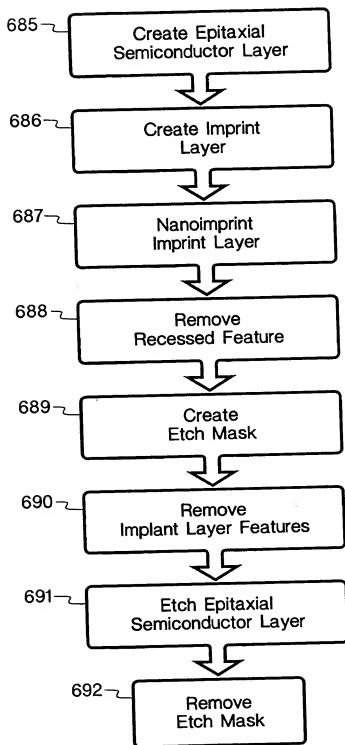 685
Create Epitaxial
Semiconductor Layer
686
Create Imprint
Layer
687
Nanoimprint
Imprint Layer
688
Remove
Recessed Feature
689
Create
Etch Mask
690
Remove
Implant Layer Features
691
Etch Epitaxial
Semiconductor Layer
692
Remove
Etch Mask